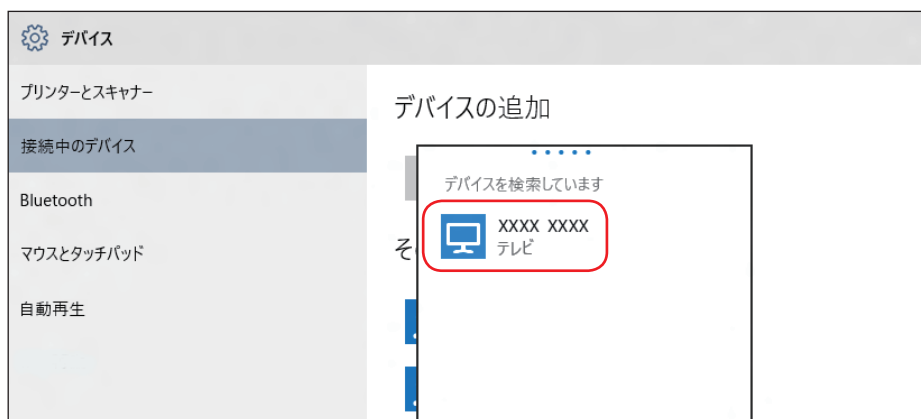 デバイス
プリンターとスキャナー
接続中のデバイス
Bluetooth
マウスとタッチパッド
自動再生
デバイスの追加
デバイスを検索しています
XXXX XXXX
テレビ
そ